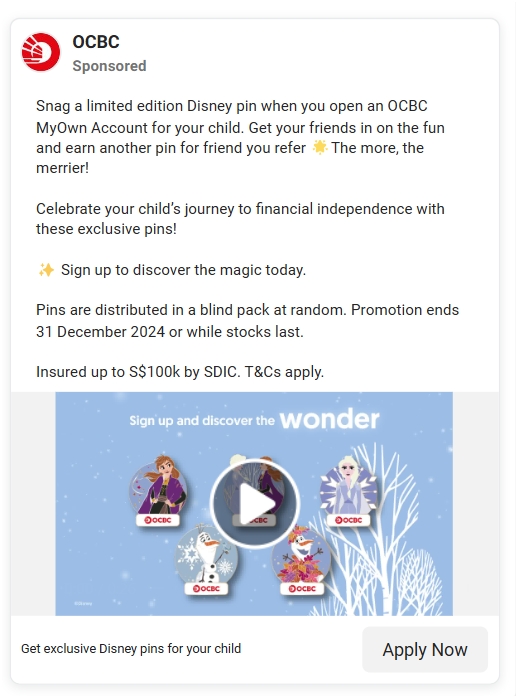 OCBC
Sponsored
Snag a limited edition Disney pin when you open an OCBC
MyOwn Account for your child. Get your friends in on the fun
and earn another pin for friend you refer 🌟 The more, the
merrier!
Celebrate your child’s journey to financial independence with
these exclusive pins!
✨ Sign up to discover the magic today.
Pins are distributed in a blind pack at random. Promotion ends
31 December 2024 or while stocks last.
Insured up to S$100k by SDIC. T&Cs apply.
Sign up and discover the wonder
OCBC
OCBC
OCBC
OCBC
OCBC
Get exclusive Disney pins for your child
Apply Now